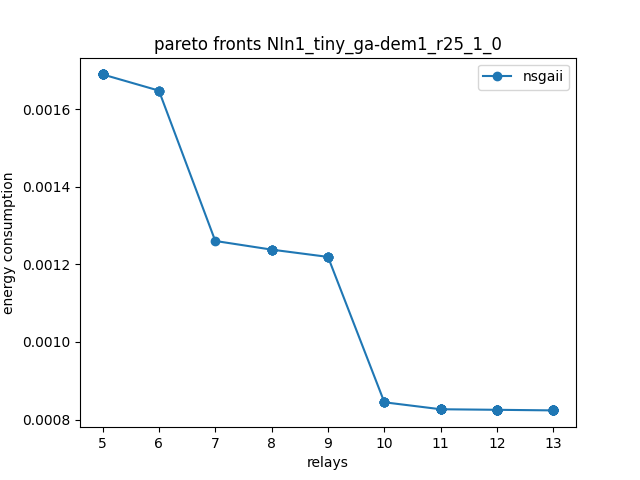 pareto fronts NIn1_tiny_ga-dem1_r25_1_0
nsgaii
energy consumption
0.0016
0.0014
0.0012
0.0010
0.0008
5 6 7 8 9 10 11 12 13
relays